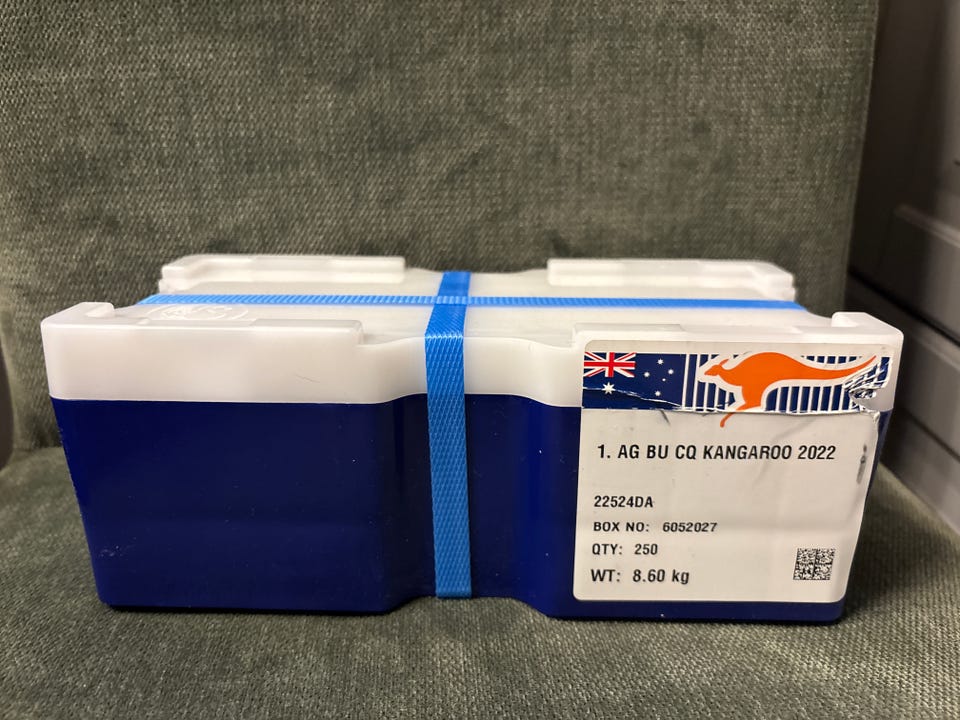 1. AG BU CQ KANGAROO 2022
22524DA
BOX NO: 6052027
QTY: 250
WT: 8.60 kg